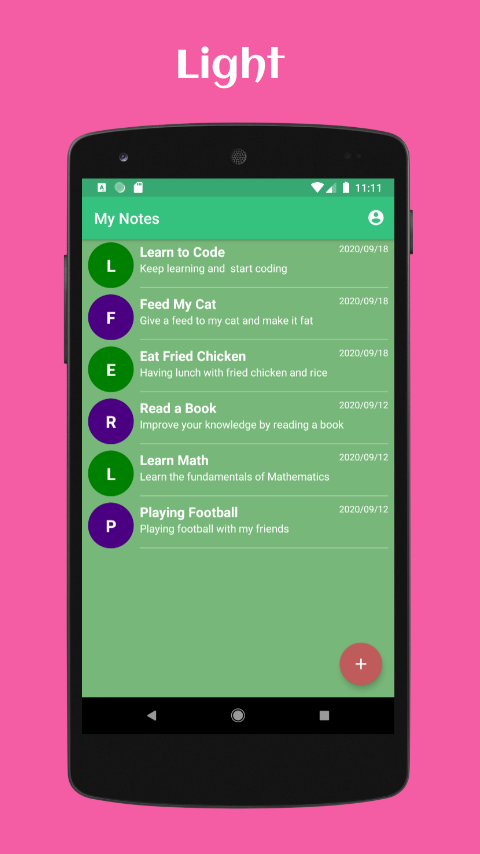 Light
11:11
My Notes
L
Learn to Code
2020/09/18
Keep learning and  start coding
F
Feed My Cat
2020/09/18
Give a feed to my cat and make it fat
E
Eat Fried Chicken
2020/09/18
Having lunch with fried chicken and rice
R
Read a Book
2020/09/12
Improve your knowledge by reading a book
L
Learn Math
2020/09/12
Learn the fundamentals of Mathematics
P
Playing Football
2020/09/12
Playing football with my friends
+